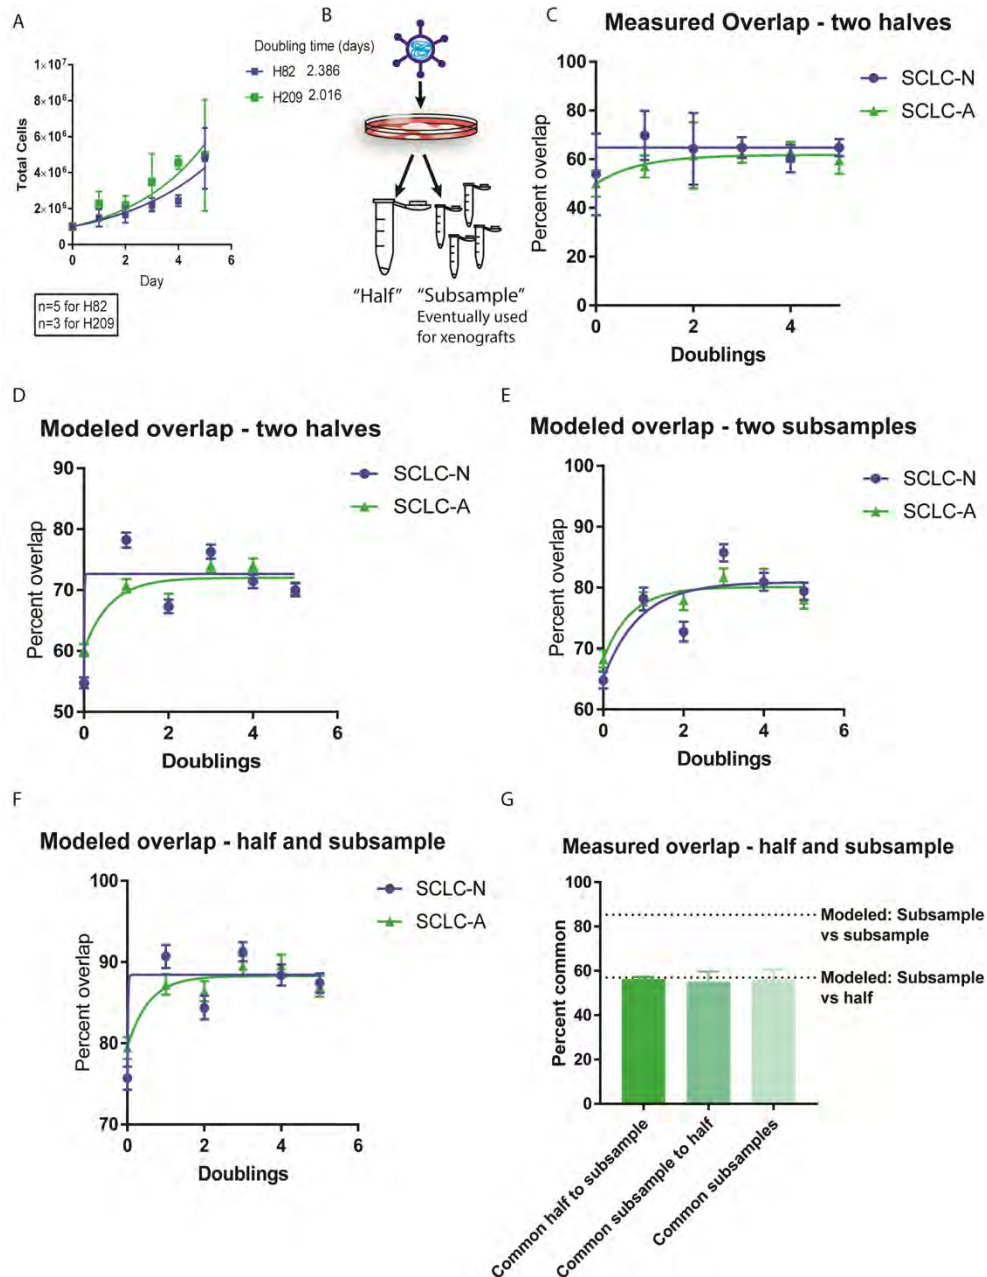 A
Doubling time (days)
H82 2.386
H209 2.016
1×10⁷
8×10⁶
6×10⁶
4×10⁶
2×10⁶
0
Total Cells
0 2 4 6
Day
n=5 for H82
n=3 for H209
B
"Half" "Subsample"
Eventually used
for xenografts
C
Measured Overlap - two halves
SCLC-N
SCLC-A
100
80
60
40
20
0
Percent overlap
0 2 4
Doublings
D
Modeled overlap - two halves
SCLC-N
SCLC-A
90
80
70
60
50
Percent overlap
0 2 4 6
Doublings
E
Modeled overlap - two subsamples
SCLC-N
SCLC-A
100
90
80
70
60
Percent overlap
0 2 4 6
Doublings
F
Modeled overlap - half and subsample
SCLC-N
SCLC-A
100
90
80
70
Percent overlap
0 2 4 6
Doublings
G
Measured overlap - half and subsample
100
80
60
40
20
0
Percent common
Modeled: Subsample
vs subsample
Modeled: Subsample
vs half
Common half to subsample
Common subsample to half
Common subsamples